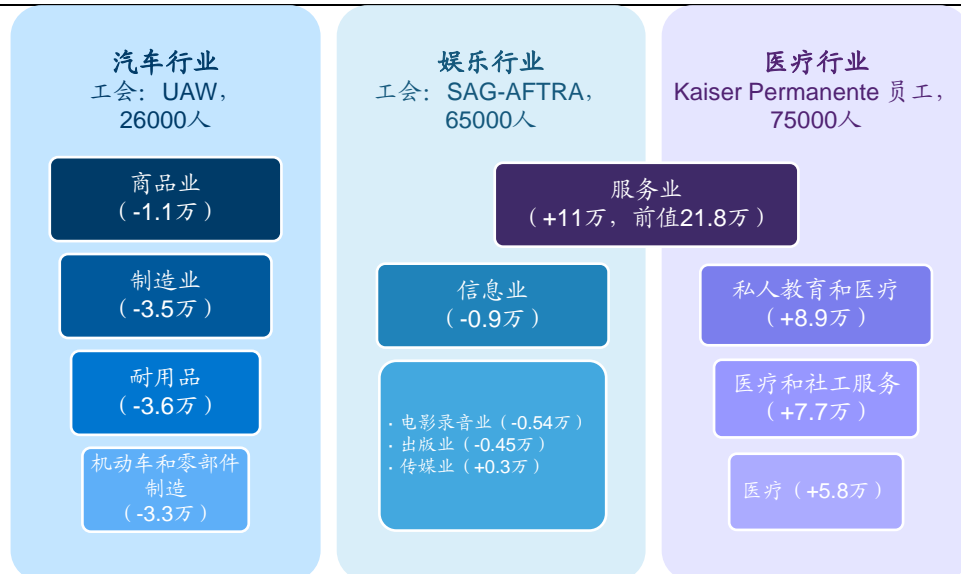 汽车行业
工会：UAW，
26000人
商品业
（-1.1万）
制造业
（-3.5万）
耐用品
（-3.6万）
机动车和零部件
制造
（-3.3万）
娱乐行业
工会：SAG-AFTRA，
65000人
医疗行业
Kaiser Permanente 员工，
75000人
服务业
（+11万，前值21.8万）
信息业
（-0.9万）
· 电影录音业（-0.54万）
· 出版业（-0.45万）
· 传媒业（+0.3万）
私人教育和医疗
（+8.9万）
医疗和社工服务
（+7.7万）
医疗（+5.8万）